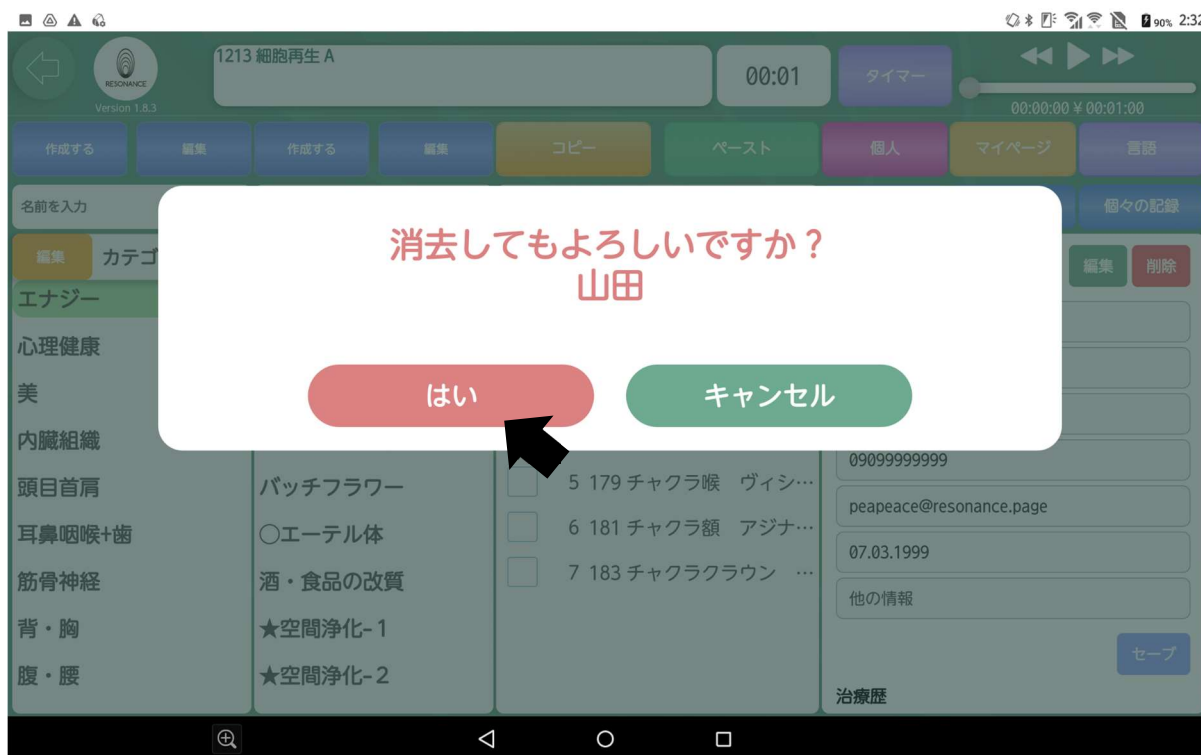 90% 2:32
RESONANCE
Version 1.8.3
1213 細胞再生 A
00:01
タイマー
00:00:00 ¥ 00:01:00
作成する
編集
作成する
編集
コピー
ペースト
個人
マイページ
言語
名前を入力
個々の記録
編集
カテゴ
編集
削除
消去してもよろしいですか？
山田
はい
キャンセル
エナジー
心理健康
美
内臓組織
頭目首肩
耳鼻咽喉+歯
筋骨神経
背・胸
腹・腰
バッチフラワー
〇エーテル体
酒・食品の改質
★空間浄化-１
★空間浄化-２
5 179 チャクラ喉　ヴィシ…
6 181 チャクラ額　アジナ…
7 183 チャクラクラウン　…
09099999999
peapeace@resonance.page
07.03.1999
他の情報
セーブ
治療歴